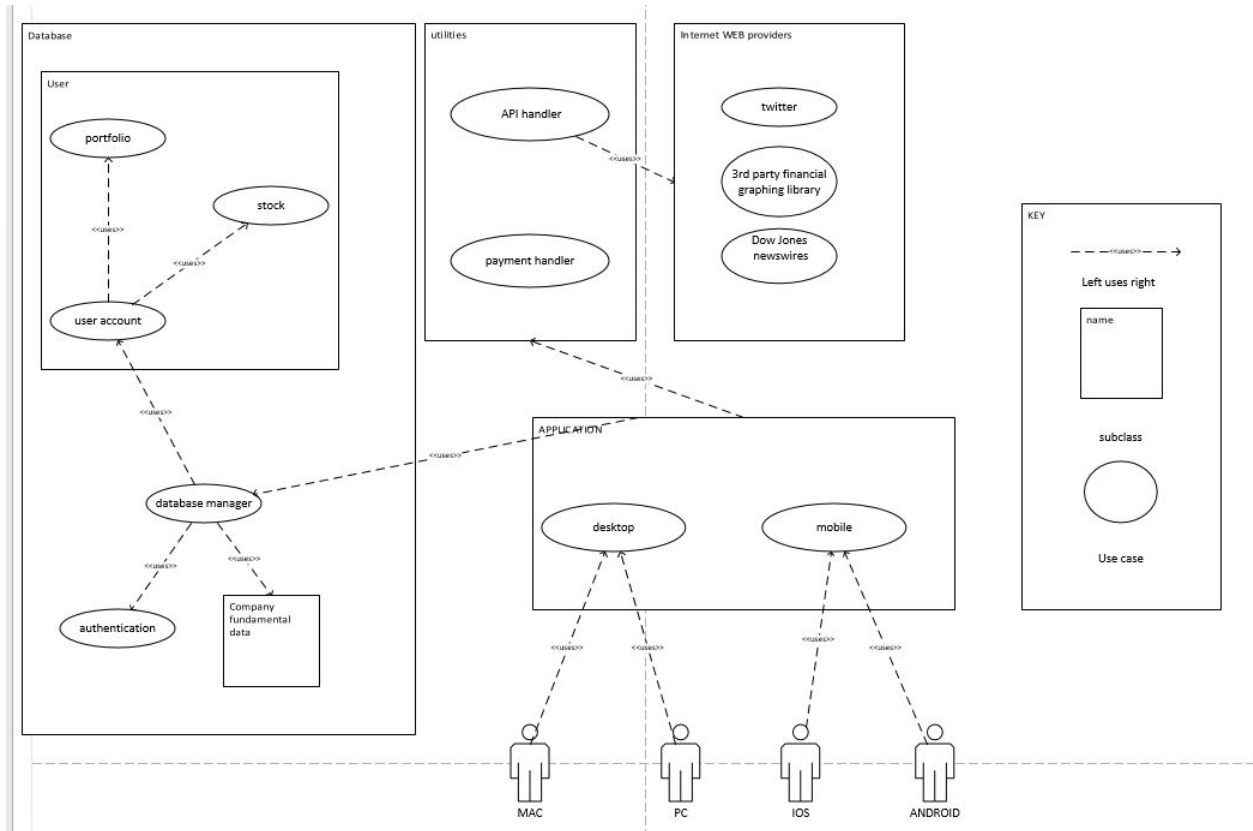 Database
User
portfolio
<<uses>>
stock
<<uses>>
user account
<<uses>>
database manager
<<uses>>
<<uses>>
authentication
Company
fundamental
data
utilities
API handler
<<uses>>
payment handler
Internet WEB providers
twitter
3rd party financial
graphing library
Dow Jones
newswires
<<uses>>
<<uses>>
APPLICATION
desktop
mobile
<<uses>>
<<uses>>
<<uses>>
<<uses>>
MAC
PC
IOS
ANDROID
KEY
<<uses>>
Left uses right
name
subclass
Use case